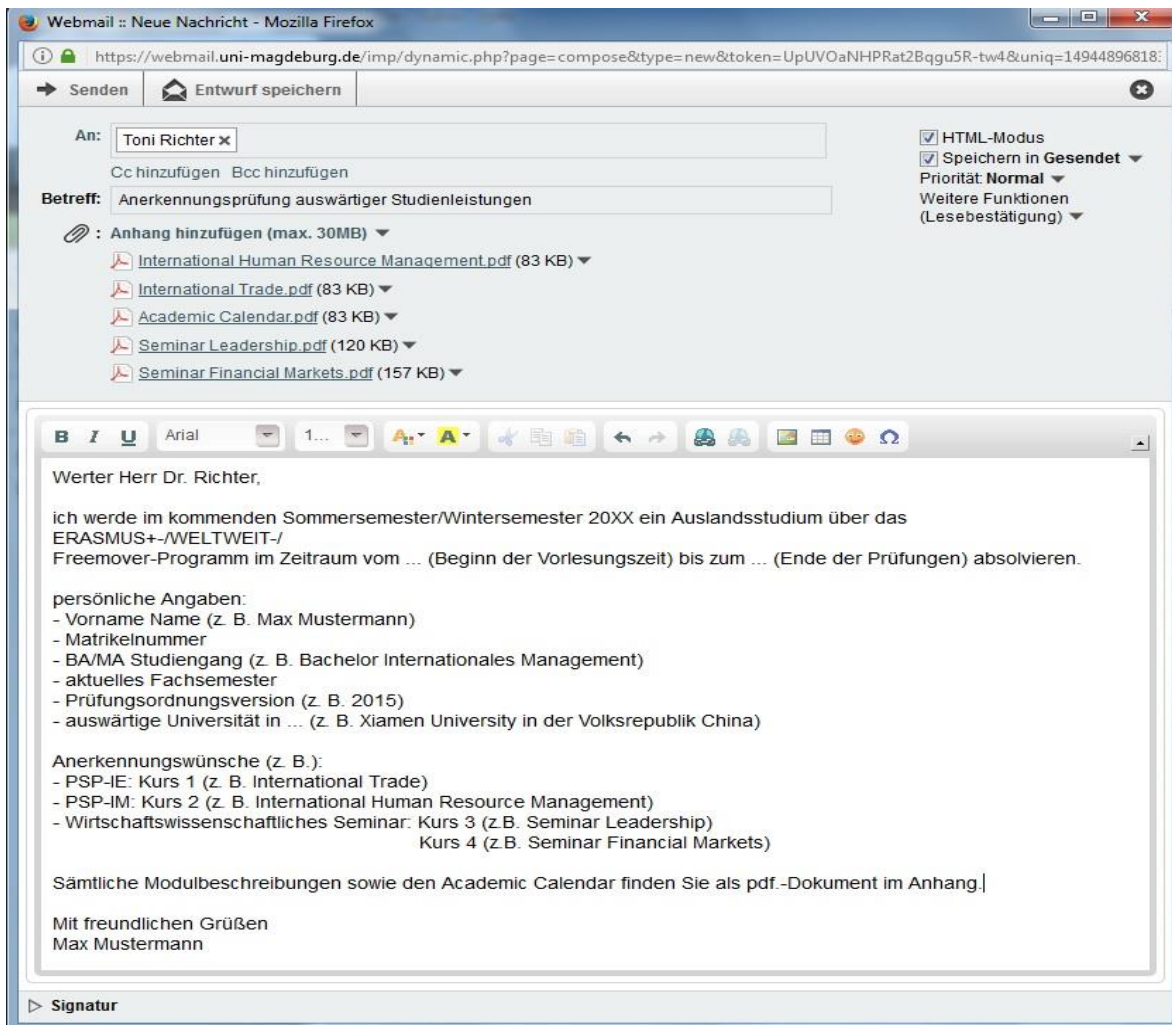 Webmail :: Neue Nachricht - Mozilla Firefox
https://webmail.uni-magdeburg.de/imp/dynamic.php?page=compose&type=new&token=UpUVOaNHPRat2Bqgu5R-tw4&uniq=14944896818
Senden Entwurf speichern
An: Toni Richter
Cc hinzufügen Bcc hinzufügen
Betreff: Anerkennungsprüfung auswärtiger Studienleistungen
HTML-Modus
Speichern in Gesendet
Priorität: Normal
Weitere Funktionen
(Lesebestätigung)
: Anhang hinzufügen (max. 30MB)
International Human Resource Management.pdf (83 KB)
International Trade.pdf (83 KB)
Academic Calendar.pdf (83 KB)
Seminar Leadership.pdf (120 KB)
Seminar Financial Markets.pdf (157 KB)
B I U Arial 1... A A Ω
Werter Herr Dr. Richter,
ich werde im kommenden Sommersemester/Wintersemester 20XX ein Auslandsstudium über das
ERASMUS+-/WELTWEIT-/
Freemover-Programm im Zeitraum vom ... (Beginn der Vorlesungszeit) bis zum ... (Ende der Prüfungen) absolvieren.
persönliche Angaben:
- Vorname Name (z. B. Max Mustermann)
- Matrikelnummer
- BA/MA Studiengang (z. B. Bachelor Internationales Management)
- aktuelles Fachsemester
- Prüfungsordnungsversion (z. B. 2015)
- auswärtige Universität in ... (z. B. Xiamen University in der Volksrepublik China)
Anerkennungswünsche (z. B.):
- PSP-IE: Kurs 1 (z. B. International Trade)
- PSP-IM: Kurs 2 (z. B. International Human Resource Management)
- Wirtschaftswissenschaftliches Seminar: Kurs 3 (z.B. Seminar Leadership)
Kurs 4 (z.B. Seminar Financial Markets)
Sämtliche Modulbeschreibungen sowie den Academic Calendar finden Sie als pdf.-Dokument im Anhang.
Mit freundlichen Grüßen
Max Mustermann
Signatur